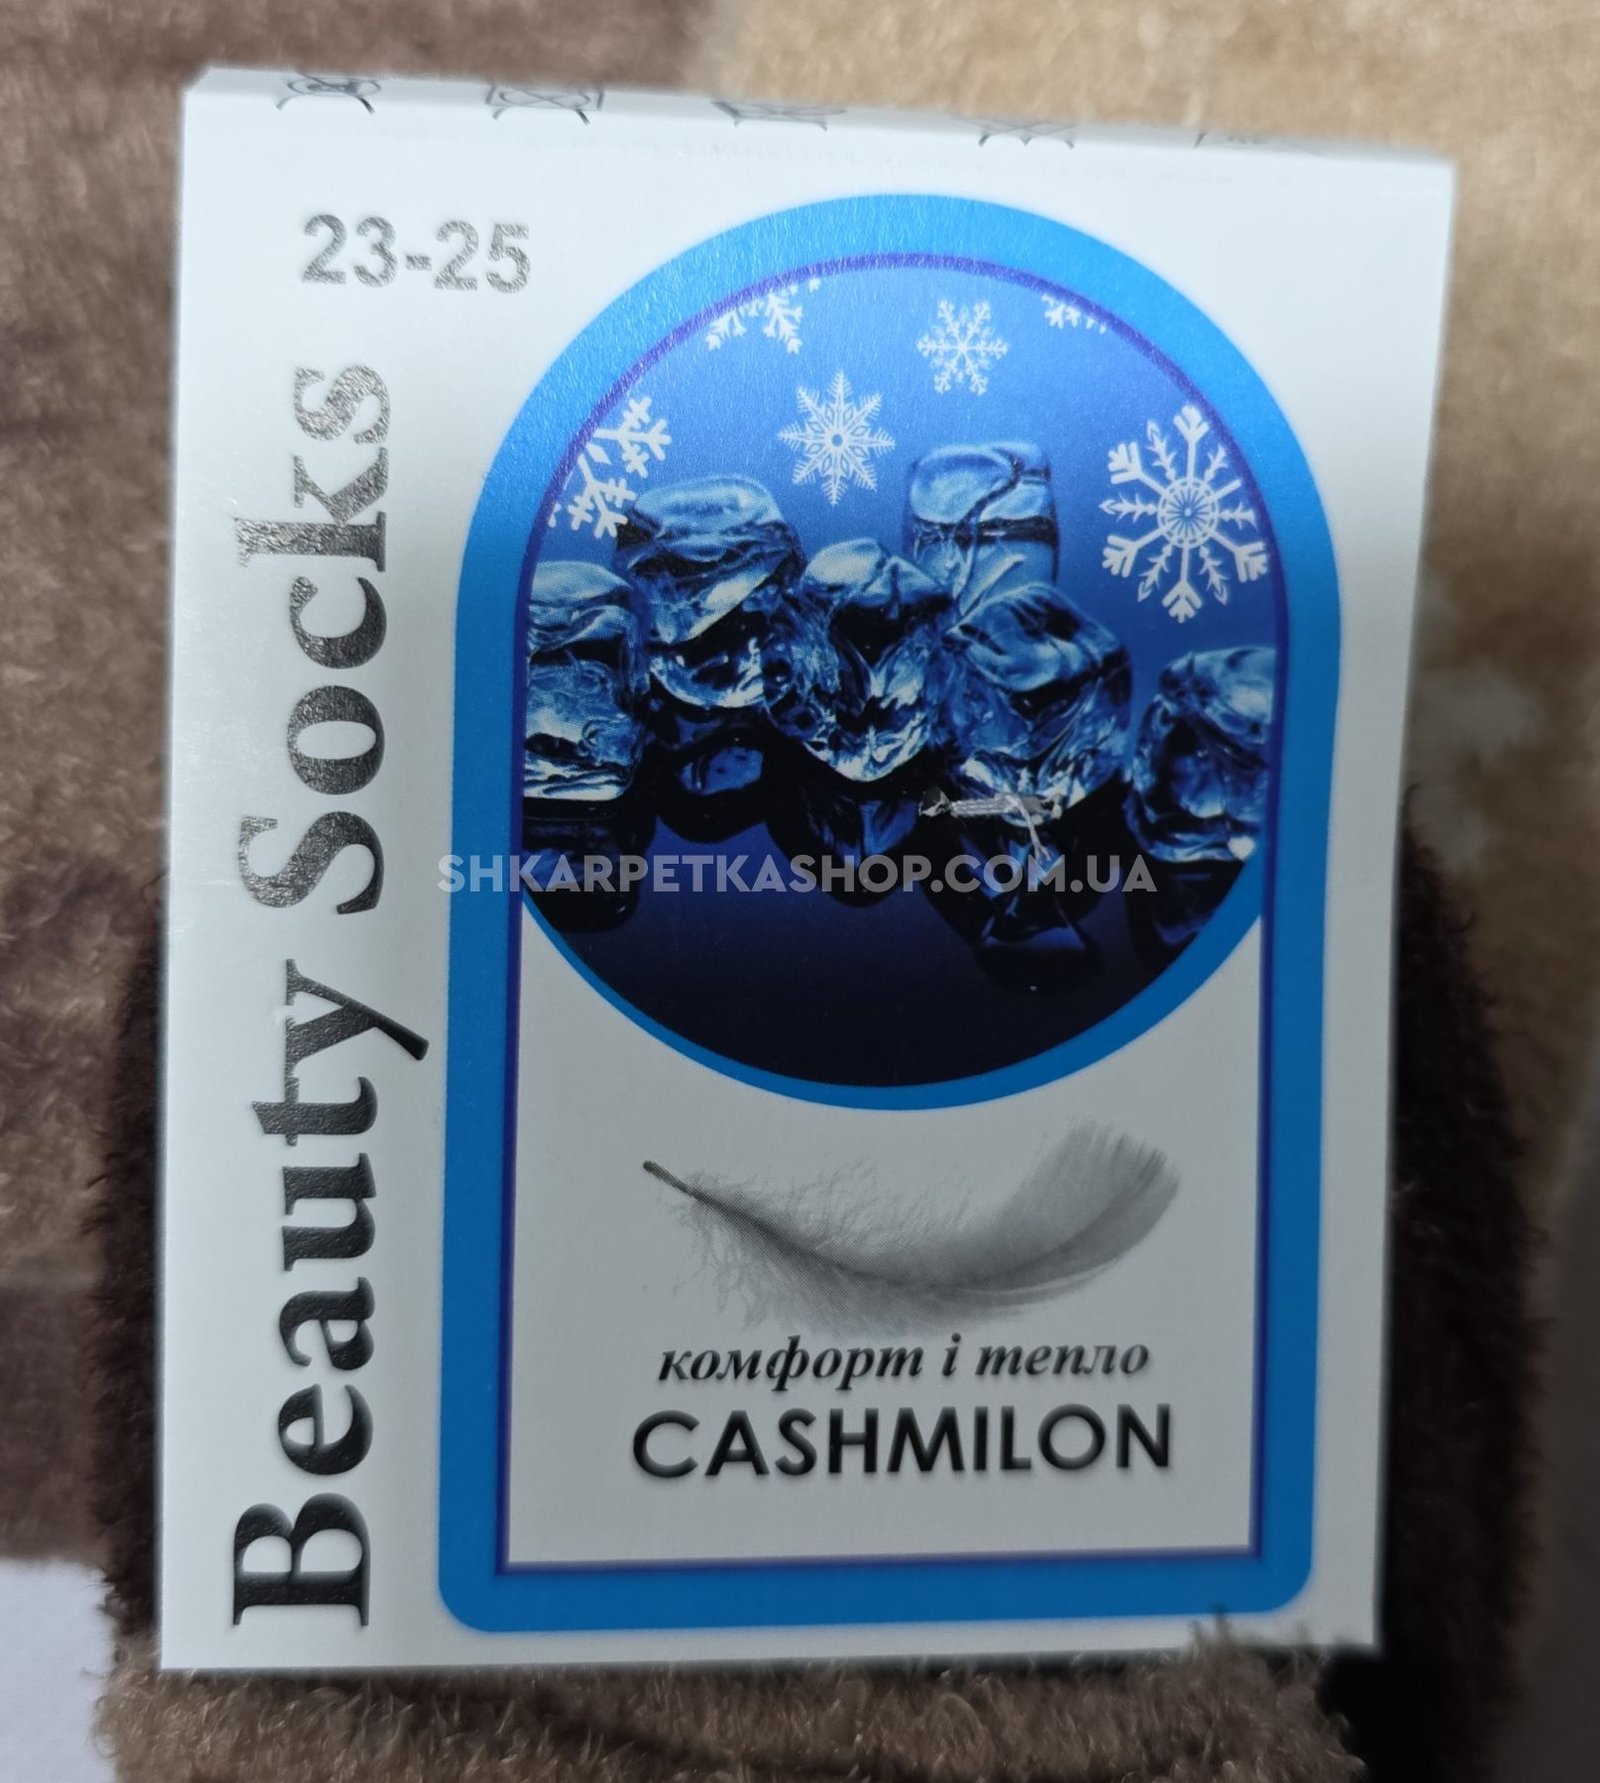 23-25
Beauty Socks
SHKARPETKASHOP.COM.UA
комфорт і тепло
CASHMILON